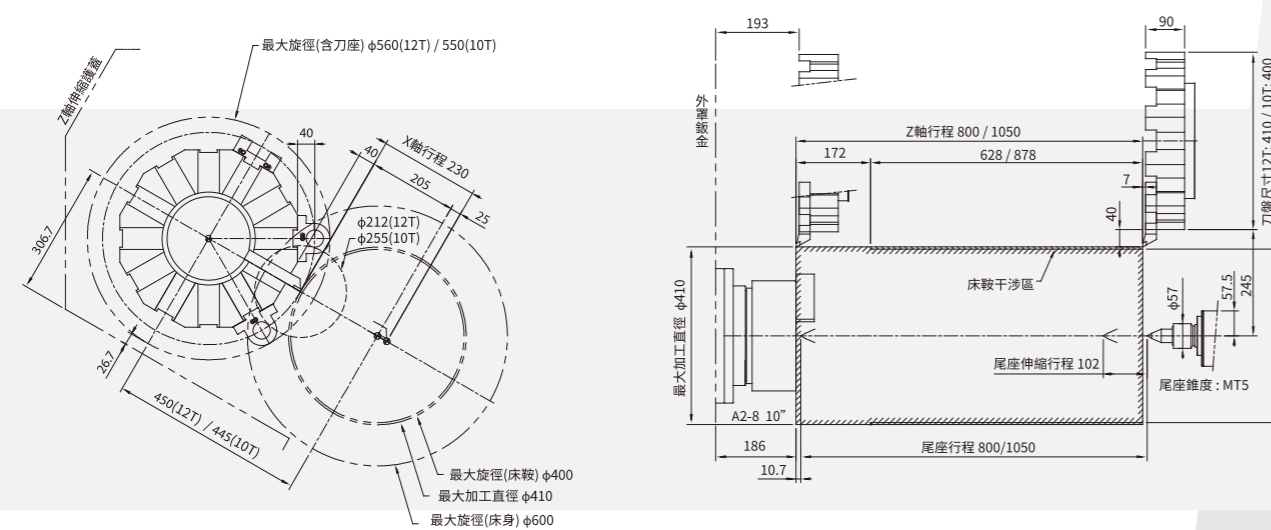 最大旋徑(含刀座) ϕ560(12T) / 550(10T)
Z軸伸縮護蓋
40
40
X軸行程 230
205
25
ϕ212(12T)
ϕ255(10T)
306.7
26.7
450(12T) / 445(10T)
最大旋徑(床鞍) ϕ400
最大加工直徑 ϕ410
最大旋徑(床身) ϕ600
193
90
外罩鈑金
Z軸行程 800 / 1050
172
628 / 878
7
40
刀盤尺寸12T: 410 / 10T: 400
床鞍干涉區
最大加工直徑 ϕ410
ϕ57
57.5
245
尾座伸縮行程 102
尾座錐度 : MT5
A2-8 10”
186
尾座行程 800/1050
10.7